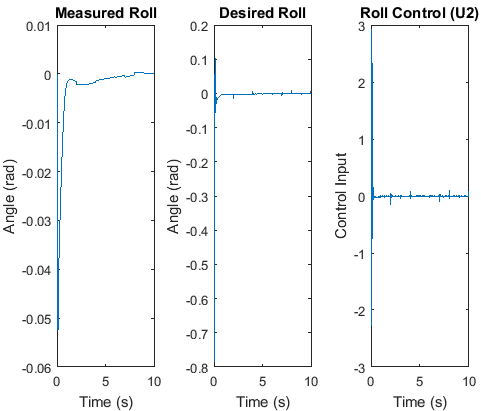 Measured Roll
Angle (rad)
0.01
0
-0.01
-0.02
-0.03
-0.04
-0.05
-0.06
0 5 10
Time (s)
Desired Roll
Angle (rad)
0.2
0.1
0
-0.1
-0.2
-0.3
-0.4
-0.5
-0.6
-0.7
-0.8
0 5 10
Time (s)
Roll Control (U2)
Control Input
3
2
1
0
-1
-2
-3
0 5 10
Time (s)